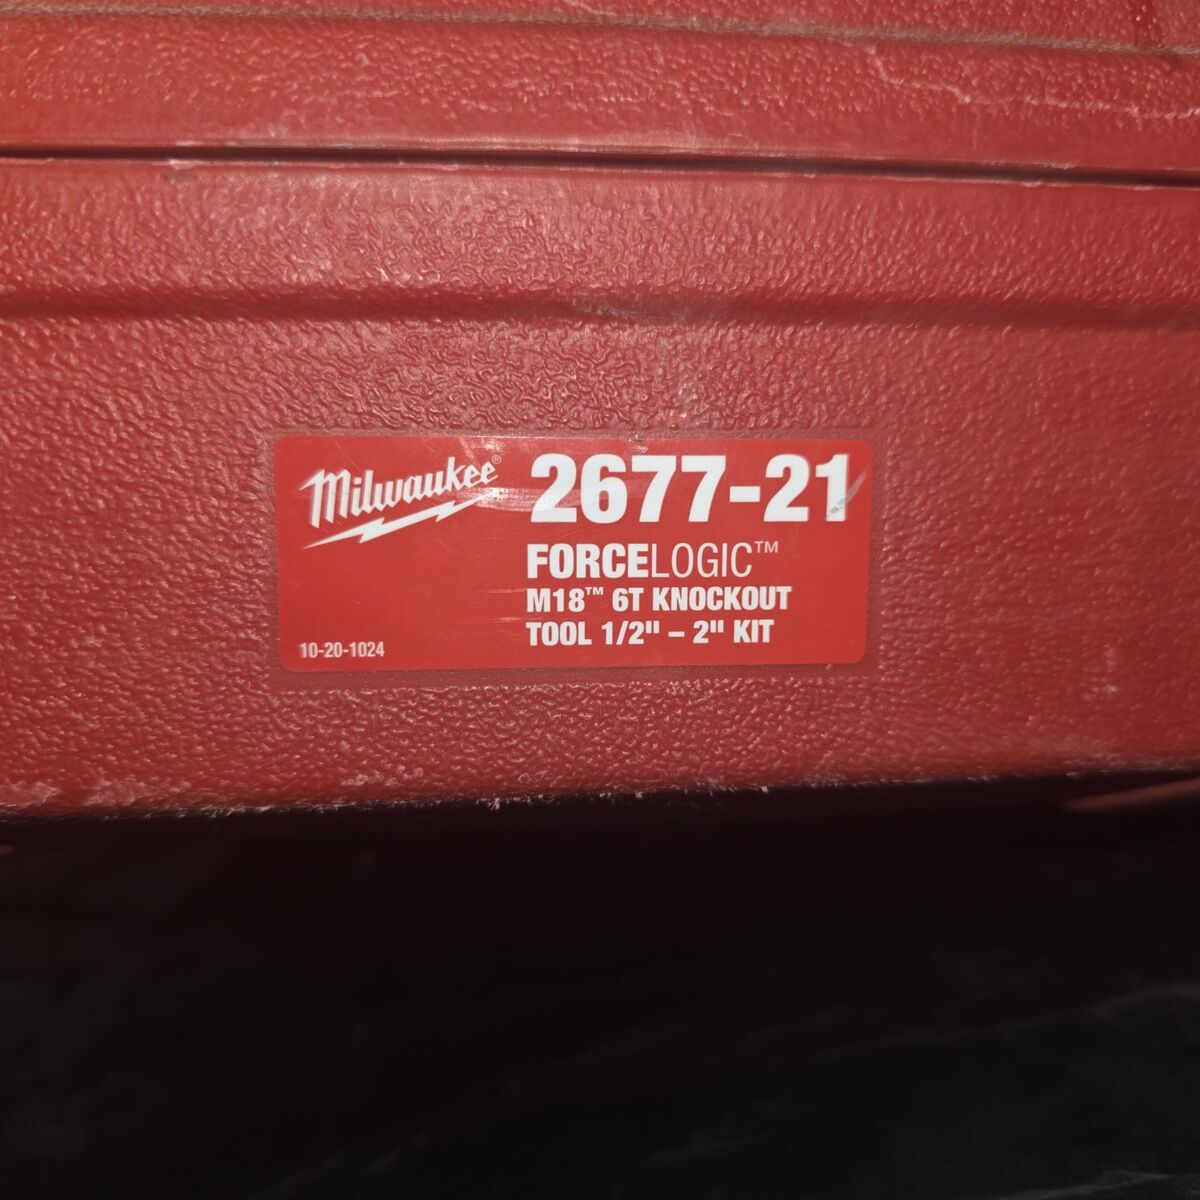 Milwaukee®
2677-21
FORCELOGIC™
M18™ 6T KNOCKOUT
TOOL 1/2" – 2" KIT
10-20-1024